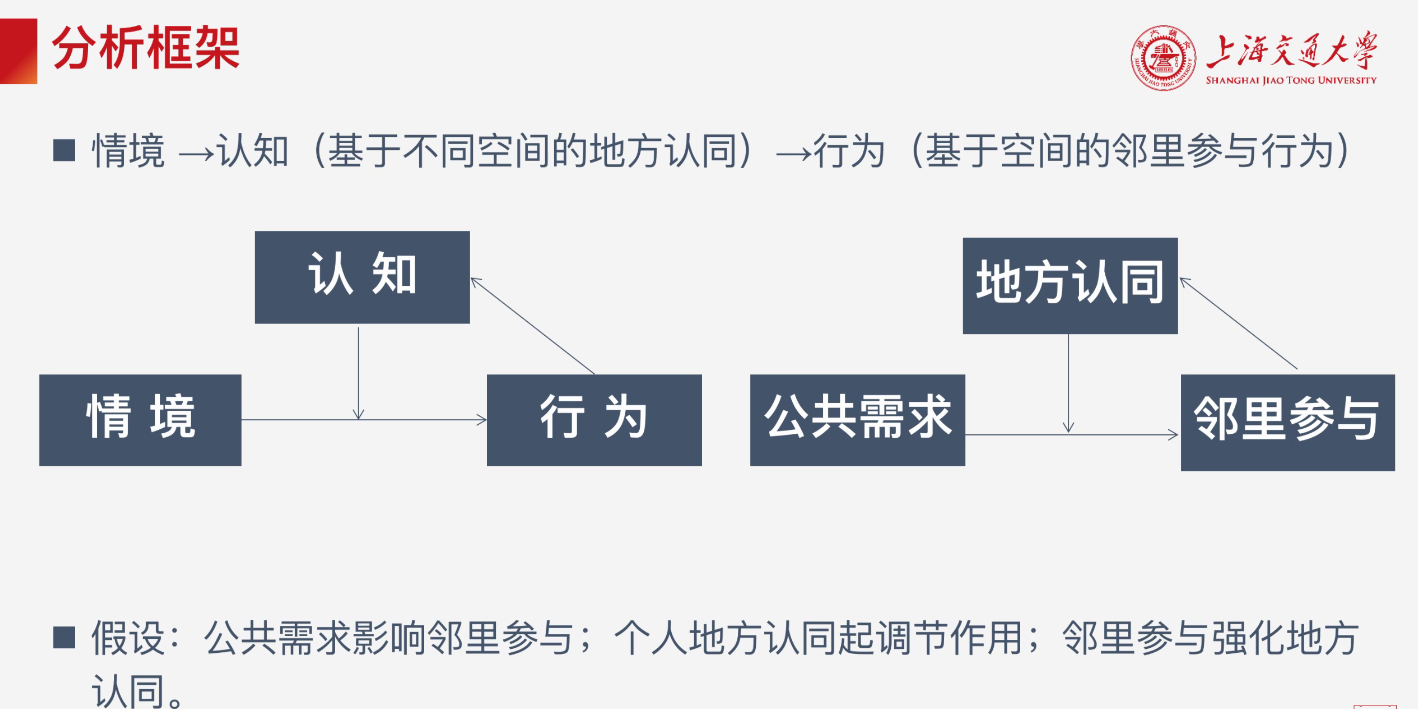 分析框架
上海交通大學
SHANGHAI JIAO TONG UNIVERSITY
■ 情境 →认知（基于不同空间的地方认同）→行为（基于空间的邻里参与行为）
认 知
地方认同
情 境
行 为
公共需求
邻里参与
■ 假设：公共需求影响邻里参与；个人地方认同起调节作用；邻里参与强化地方
认同。